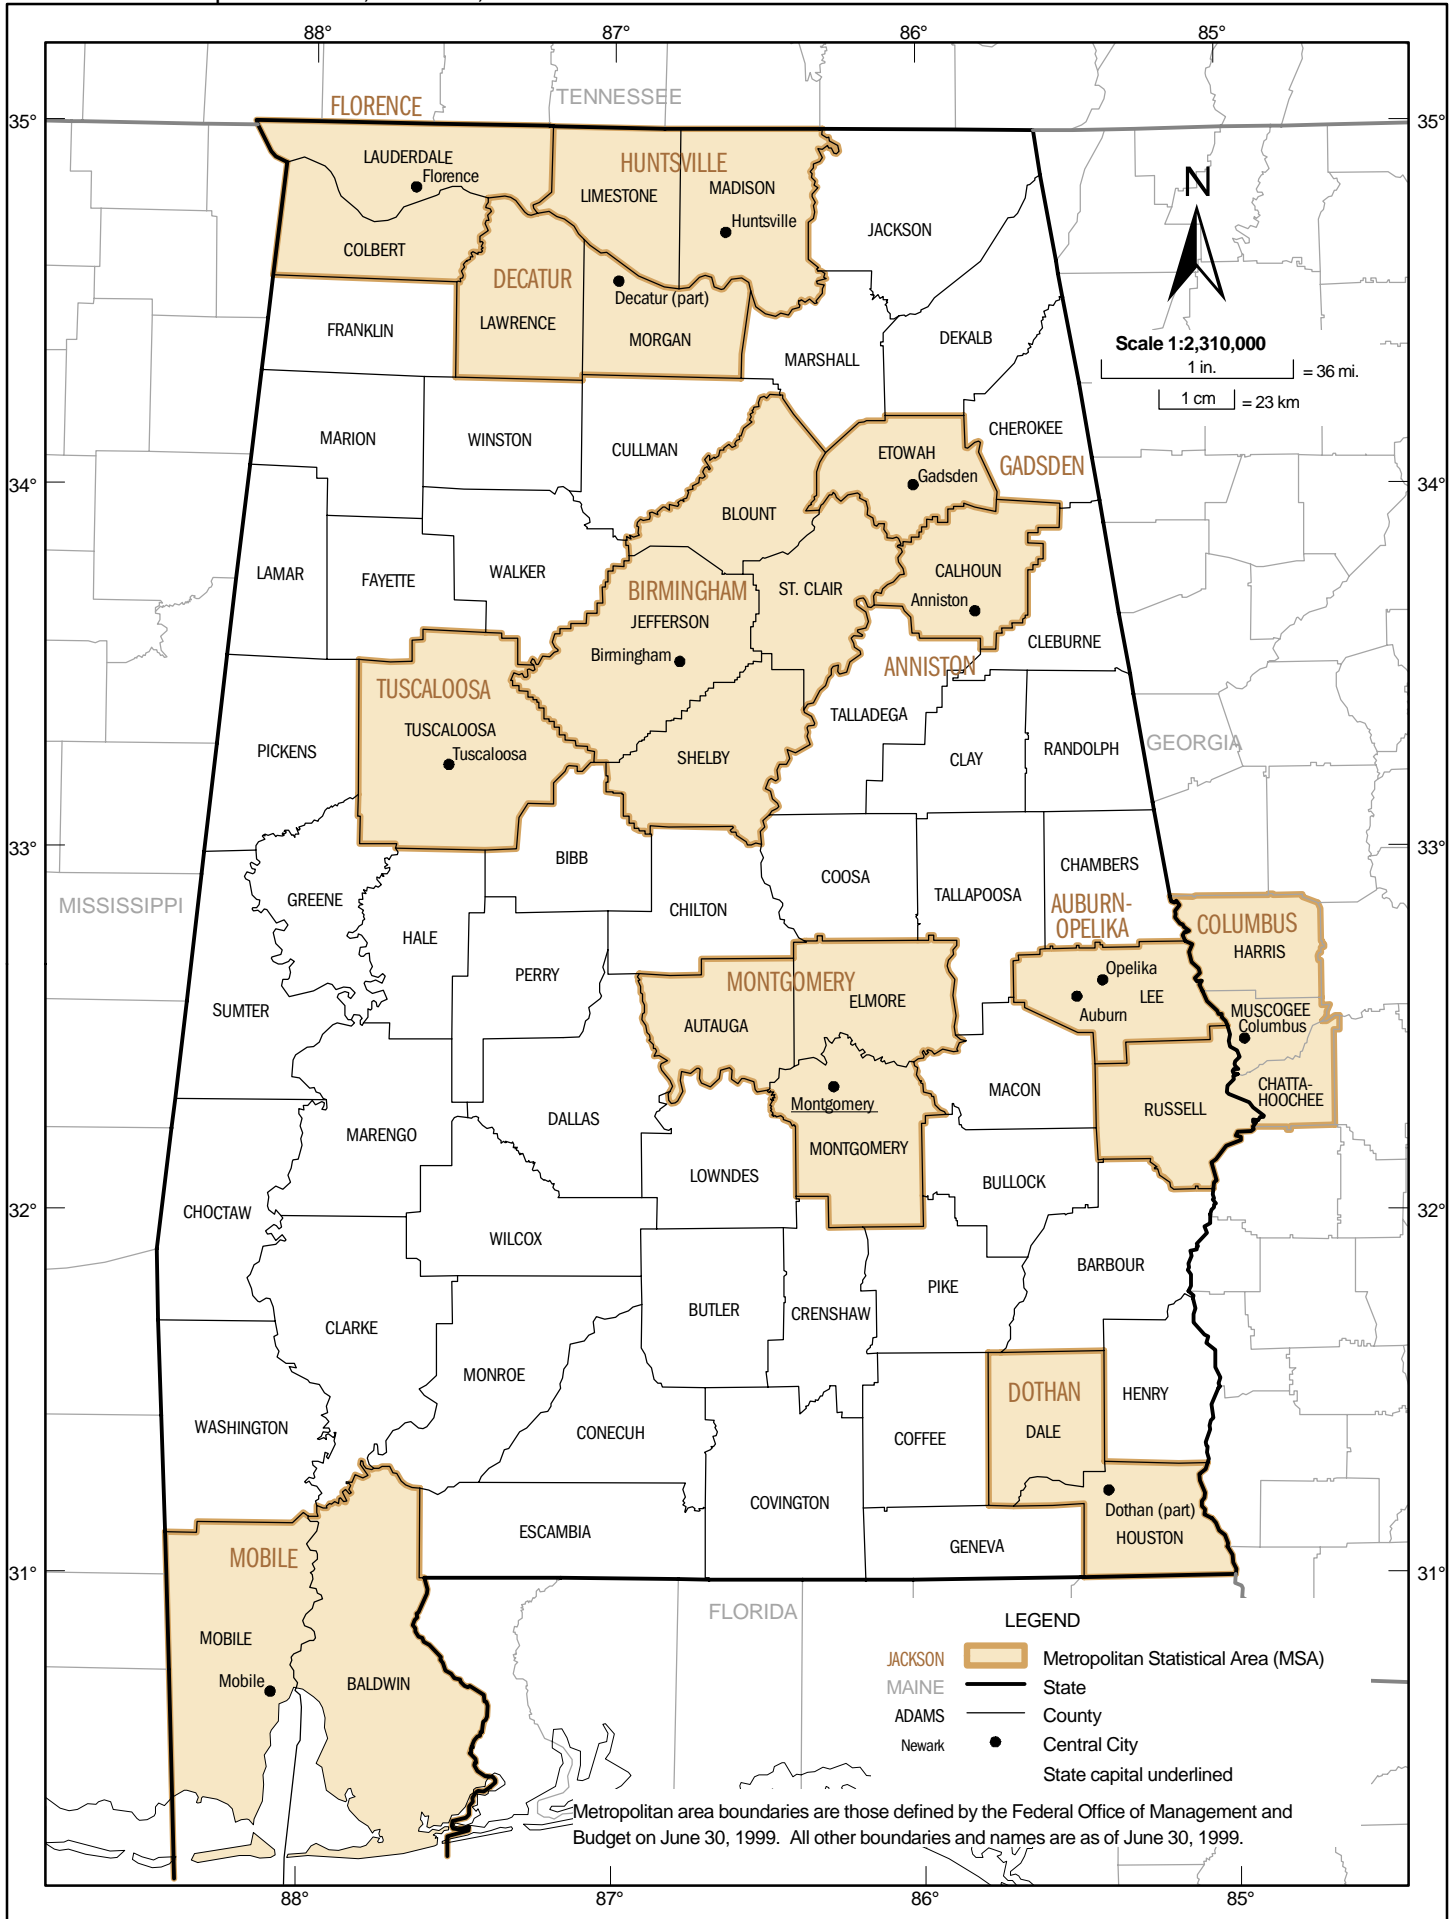 88°
87°
86°
85°
TENNESSEE
FLORENCE
35°
35°
LAUDERDALE
Florence
HUNTSVILLE
LIMESTONE
MADISON
Huntsville
N
COLBERT
JACKSON
DECATUR
Decatur (part)
LAWRENCE
MORGAN
FRANKLIN
MARSHALL
DEKALB
Scale 1:2,310,000
1 in.
= 36 mi.
1 cm
= 23 km
MARION
WINSTON
CULLMAN
CHEROKEE
ETOWAH
Gadsden
GADSDEN
34°
34°
BLOUNT
LAMAR
FAYETTE
WALKER
BIRMINGHAM
JEFFERSON
Birmingham
ST. CLAIR
CALHOUN
Anniston
CLEBURNE
ANNISTON
TUSCALOOSA
TUSCALOOSA
Tuscaloosa
TALLADEGA
PICKENS
SHELBY
CLAY
RANDOLPH
GEORGIA
33°
33°
BIBB
CHAMBERS
COOSA
TALLAPOOSA
GREENE
MISSISSIPPI
CHILTON
HALE
AUBURN-
OPELIKA
COLUMBUS
HARRIS
PERRY
MONTGOMERY
ELMORE
Opelika
LEE
Auburn
SUMTER
AUTAUGA
MUSCOGEE
Columbus
MACON
CHATTA-
HOOCHEE
Montgomery
RUSSELL
DALLAS
MARENGO
MONTGOMERY
LOWNDES
BULLOCK
32°
32°
CHOCTAW
WILCOX
BARBOUR
PIKE
BUTLER
CRENSHAW
CLARKE
MONROE
DOTHAN
HENRY
WASHINGTON
CONECUH
COFFEE
DALE
COVINGTON
Dothan (part)
HOUSTON
ESCAMBIA
GENEVA
31°
31°
MOBILE
FLORIDA
MOBILE
Mobile
BALDWIN
LEGEND
JACKSON Metropolitan Statistical Area (MSA)
MAINE State
ADAMS County
Newark Central City
State capital underlined
Metropolitan area boundaries are those defined by the Federal Office of Management and
Budget on June 30, 1999. All other boundaries and names are as of June 30, 1999.
88°
87°
86°
85°